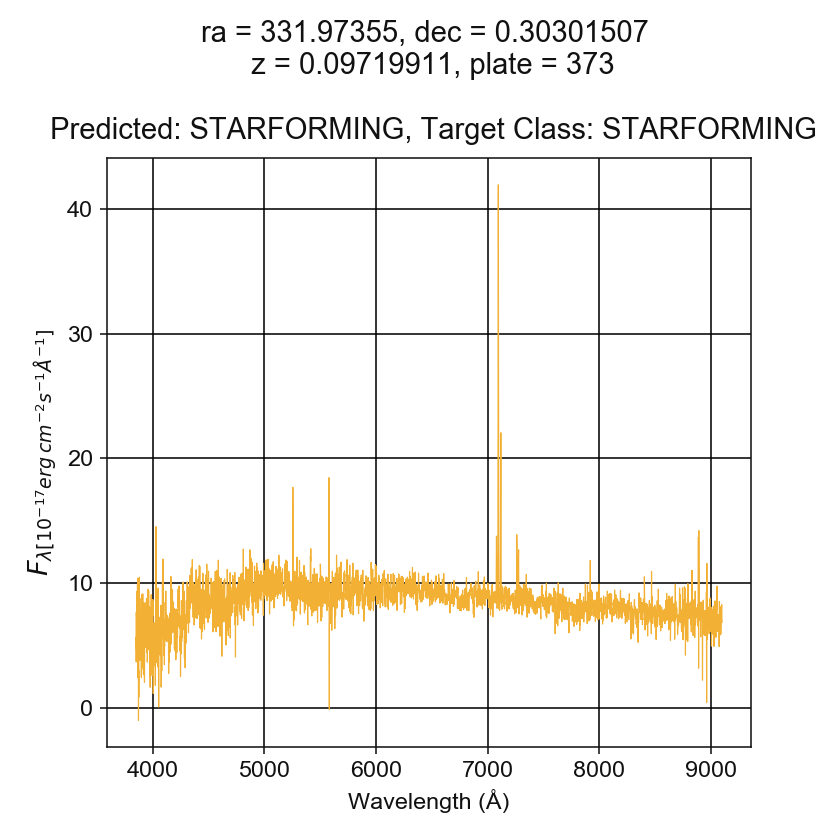 ra = 331.97355, dec = 0.30301507
z = 0.09719911, plate = 373
Predicted: STARFORMING, Target Class: STARFORMING
40
30
20
10
0
F_{λ[10^{−17} erg cm^{−2} s^{−1} Å^{−1}]}
4000 5000 6000 7000 8000 9000
Wavelength (Å)